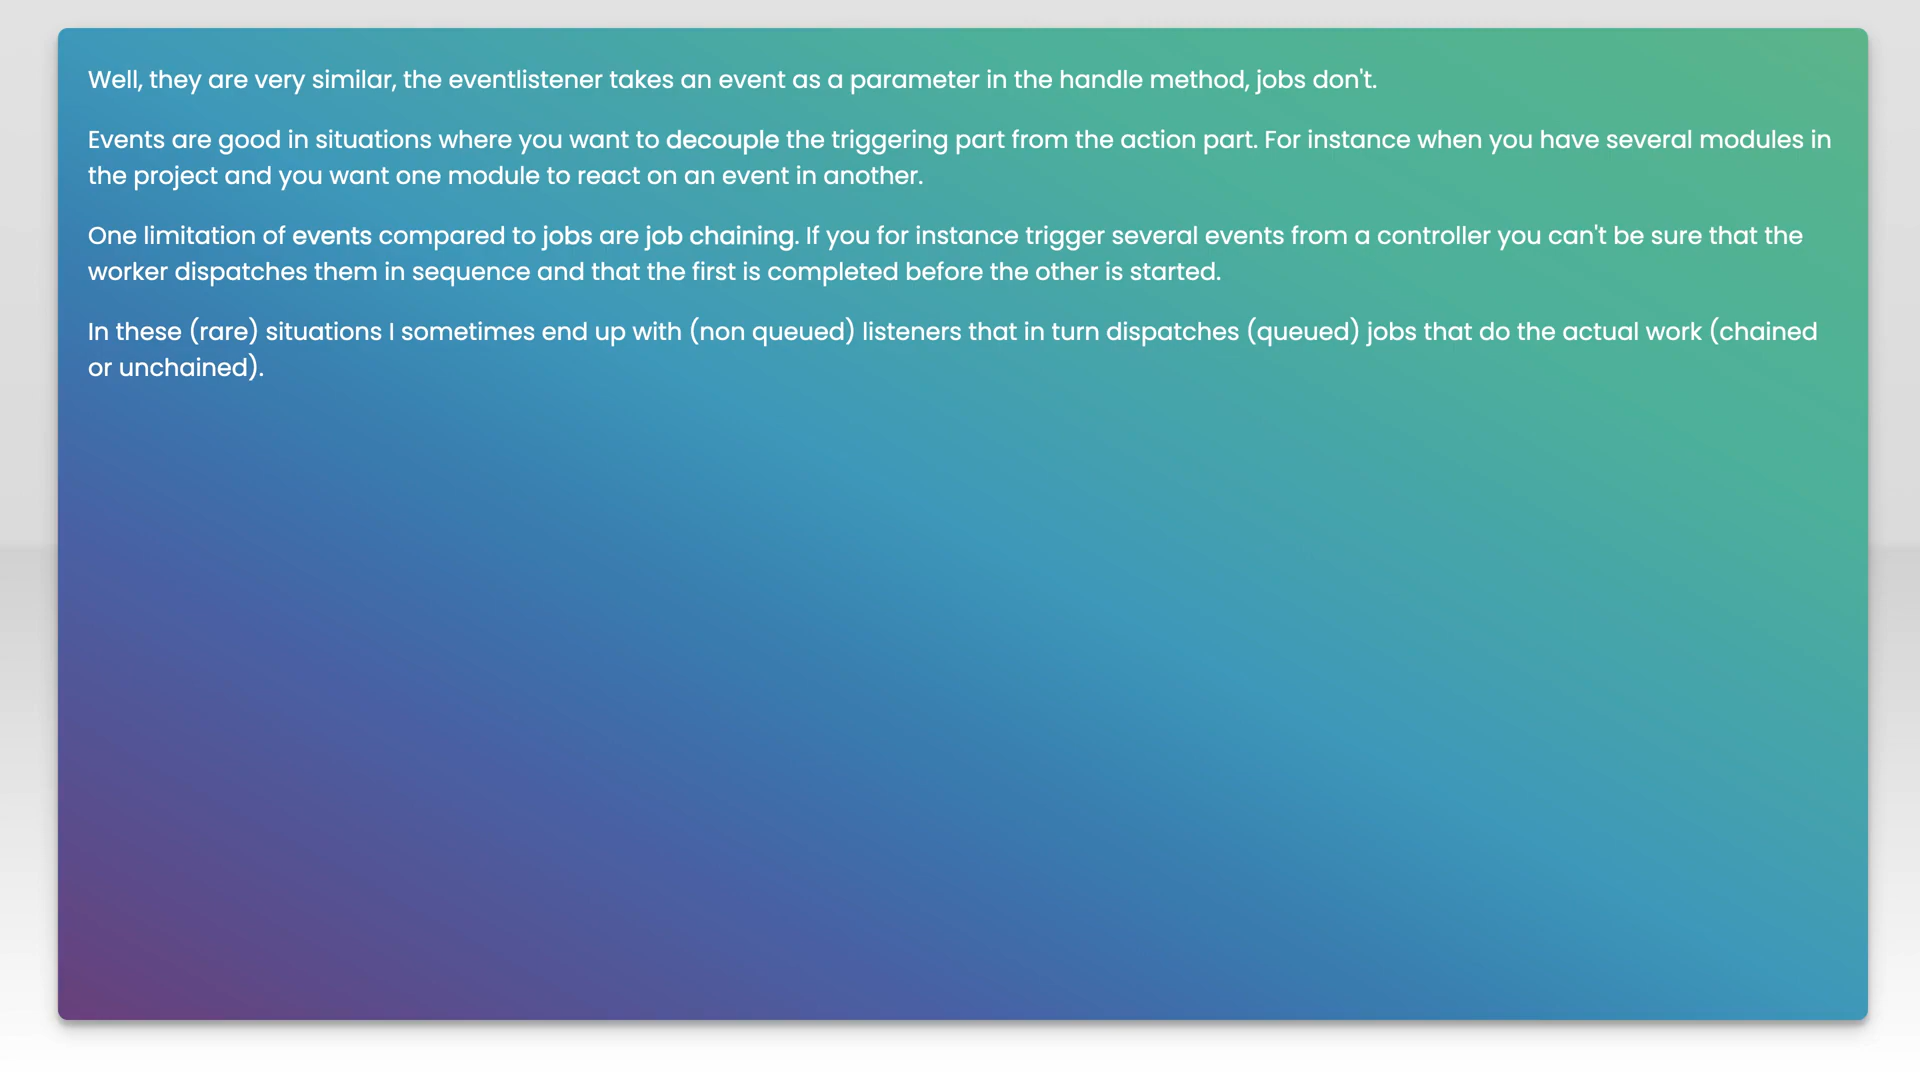 Well, they are very similar, the eventlistener takes an event as a parameter in the handle method, jobs don't.
Events are good in situations where you want to decouple the triggering part from the action part. For instance when you have several modules in
the project and you want one module to react on an event in another.
One limitation of events compared to jobs are job chaining. If you for instance trigger several events from a controller you can't be sure that the
worker dispatches them in sequence and that the first is completed before the other is started.
In these (rare) situations I sometimes end up with (non queued) listeners that in turn dispatches (queued) jobs that do the actual work (chained
or unchained).